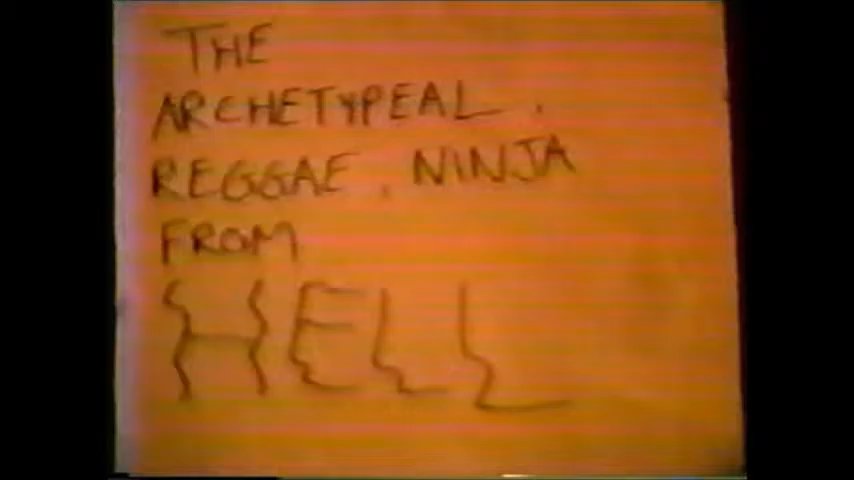 THE
ARCHETYPEAL.
REGGAE. NINJA
FROM
HELL